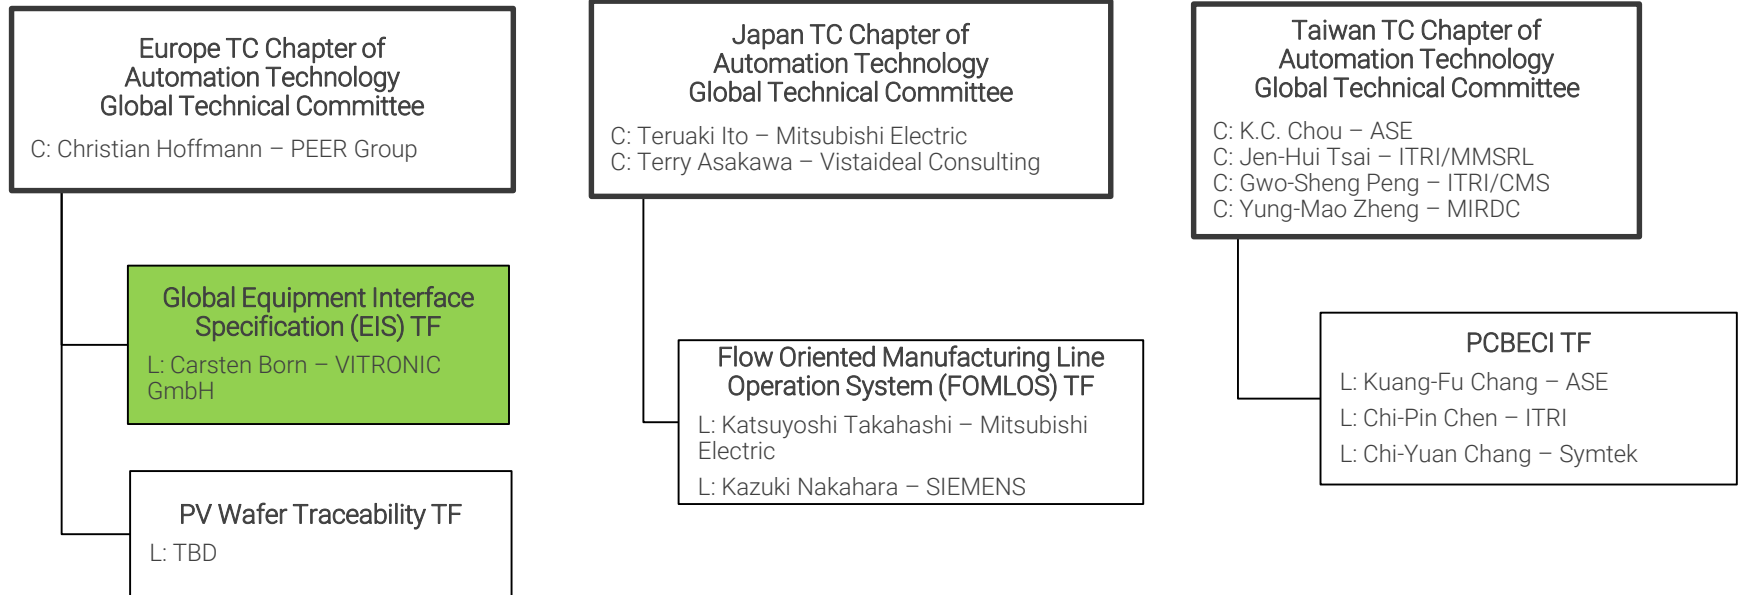 Europe TC Chapter of
Automation Technology
Global Technical Committee
C: Christian Hoffmann – PEER Group
Global Equipment Interface
Specification (EIS) TF
L: Carsten Born – VITRONIC
GmbH
PV Wafer Traceability TF
L: TBD
Japan TC Chapter of
Automation Technology
Global Technical Committee
C: Teruaki Ito – Mitsubishi Electric
C: Terry Asakawa – Vistaideal Consulting
Flow Oriented Manufacturing Line
Operation System (FOMLOS) TF
L: Katsuyoshi Takahashi – Mitsubishi
Electric
L: Kazuki Nakahara – SIEMENS
Taiwan TC Chapter of
Automation Technology
Global Technical Committee
C: K.C. Chou – ASE
C: Jen-Hui Tsai – ITRI/MMSRL
C: Gwo-Sheng Peng – ITRI/CMS
C: Yung-Mao Zheng – MIRDC
PCBECI TF
L: Kuang-Fu Chang – ASE
L: Chi-Pin Chen – ITRI
L: Chi-Yuan Chang – Symtek